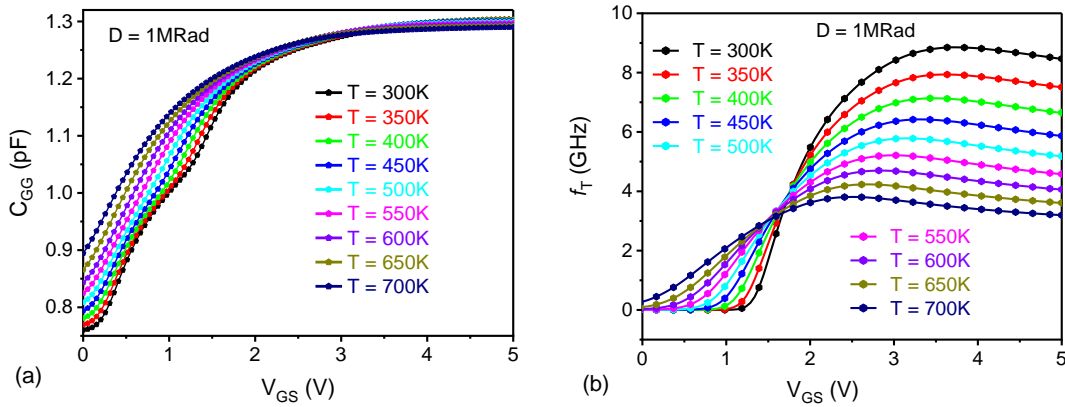 D = 1MRad
C_GG (pF)
1.3
1.2
1.1
1.0
0.9
0.8
T = 300K
T = 350K
T = 400K
T = 450K
T = 500K
T = 550K
T = 600K
T = 650K
T = 700K
0 1 2 3 4 5
(a)
V_GS (V)
D = 1MRad
f_T (GHz)
8
6
4
2
0
T = 300K
T = 350K
T = 400K
T = 450K
T = 500K
T = 550K
T = 600K
T = 650K
T = 700K
0 1 2 3 4 5
(b)
V_GS (V)